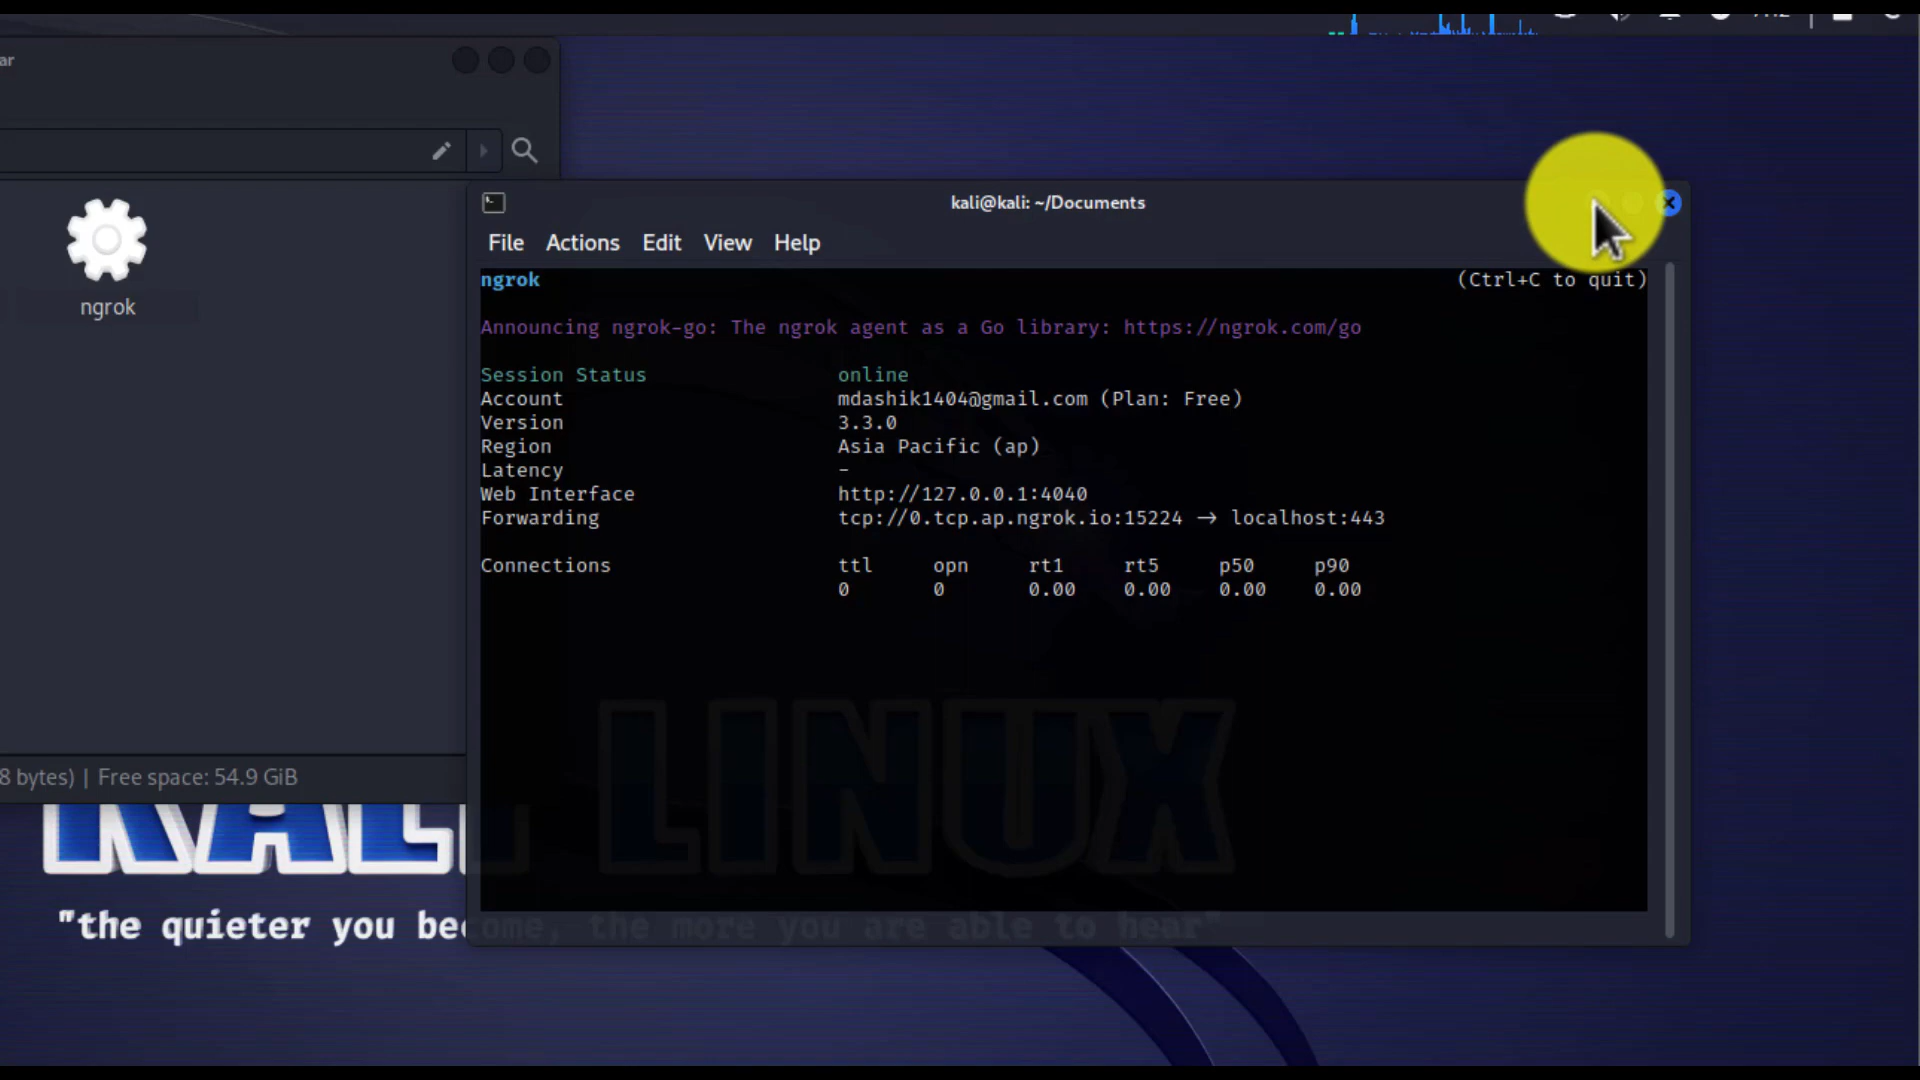 ar
ngrok
8 bytes) | Free space: 54.9 GiB
kali@kali: ~/Documents
File Actions Edit View Help
ngrok (Ctrl+C to quit)
Announcing ngrok-go: The ngrok agent as a Go library: https://ngrok.com/go
Session Status online
Account mdashik1404@gmail.com (Plan: Free)
Version 3.3.0
Region Asia Pacific (ap)
Latency -
Web Interface http://127.0.0.1:4040
Forwarding tcp://0.tcp.ap.ngrok.io:15224 → localhost:443
Connections ttl opn rt1 rt5 p50 p90
0 0 0.00 0.00 0.00 0.00
KALI LINUX
"the quieter you become, the more you are able to hear"